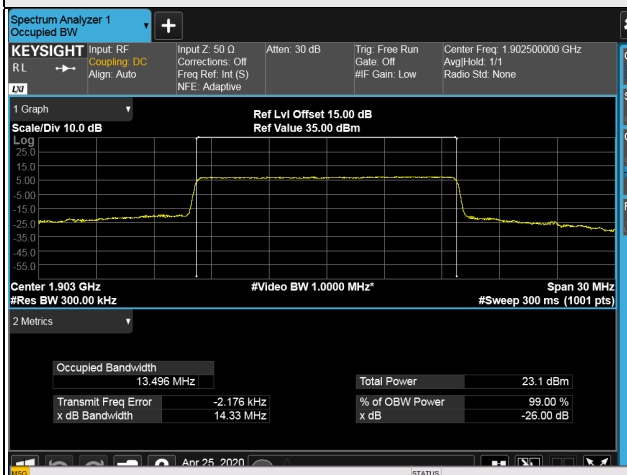 Spectrum Analyzer 1
Occupied BW
+
KEYSIGHT
RL
LXI
Input: RF
Coupling: DC
Align: Auto
Input Z: 50 Ω
Corrections: Off
Freq Ref: Int (S)
NFE: Adaptive
Atten: 30 dB
Trig: Free Run
Gate: Off
#IF Gain: Low
Center Freq: 1.902500000 GHz
Avg|Hold: 1/1
Radio Std: None
1 Graph
Scale/Div 10.0 dB
Ref Lvl Offset 15.00 dB
Ref Value 35.00 dBm
Log
25.0
15.0
5.00
-5.00
-15.0
-25.0
-35.0
-45.0
-55.0
Center 1.903 GHz
#Res BW 300.00 kHz
#Video BW 1.0000 MHz*
Span 30 MHz
#Sweep 300 ms (1001 pts)
2 Metrics
Occupied Bandwidth
13.496 MHz
Transmit Freq Error -2.176 kHz
x dB Bandwidth 14.33 MHz
Total Power 23.1 dBm
% of OBW Power 99.00 %
x dB -26.00 dB
Apr 25, 2020
MSG
STATUS